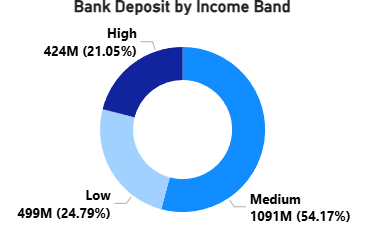 Bank Deposit by Income Band
High
424M (21.05%)
Low
499M (24.79%)
Medium
1091M (54.17%)